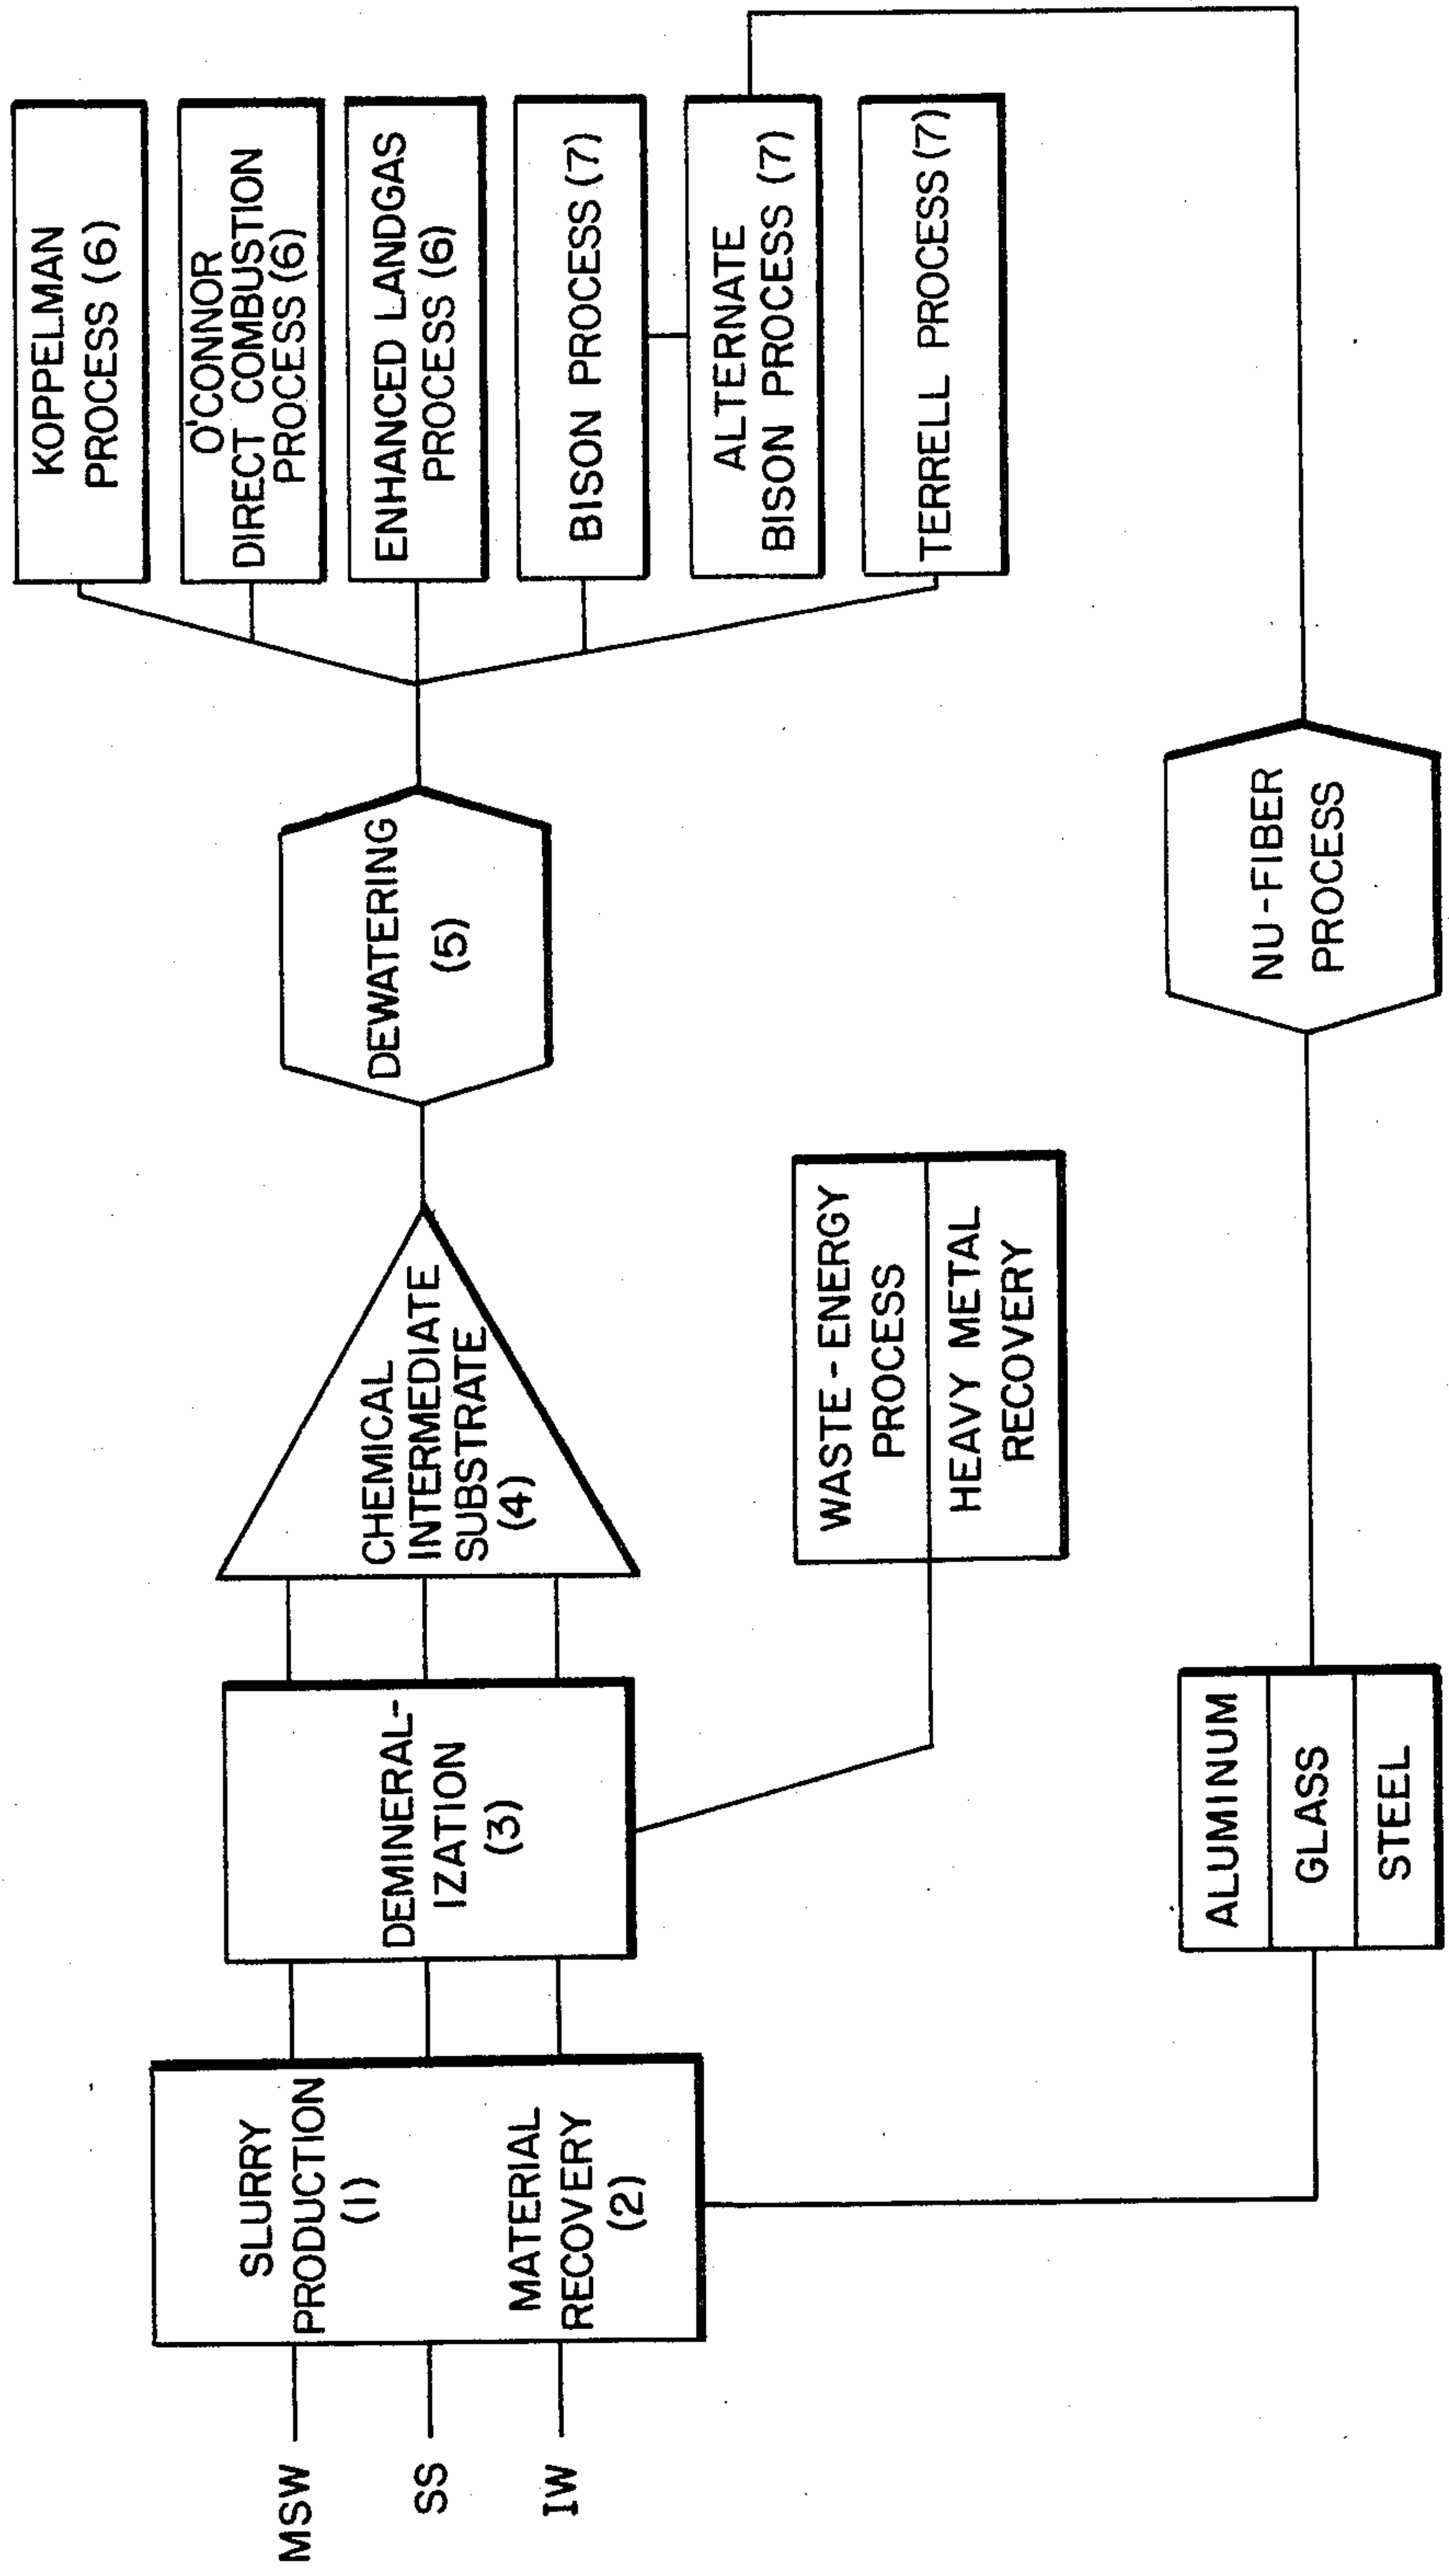 MSW
SS
IW
SLURRY
PRODUCTION
(1)
MATERIAL
RECOVERY
(2)
DEMINERAL-
IZATION
(3)
CHEMICAL
INTERMEDIATE
SUBSTRATE
(4)
DEWATERING
(5)
KOPPELMAN
PROCESS (6)
O'CONNOR
DIRECT COMBUSTION
PROCESS (6)
ENHANCED LANDGAS
PROCESS (6)
BISON PROCESS (7)
ALTERNATE
BISON PROCESS (7)
TERRELL PROCESS (7)
WASTE-ENERGY
PROCESS
HEAVY METAL
RECOVERY
ALUMINUM
GLASS
STEEL
NU-FIBER
PROCESS